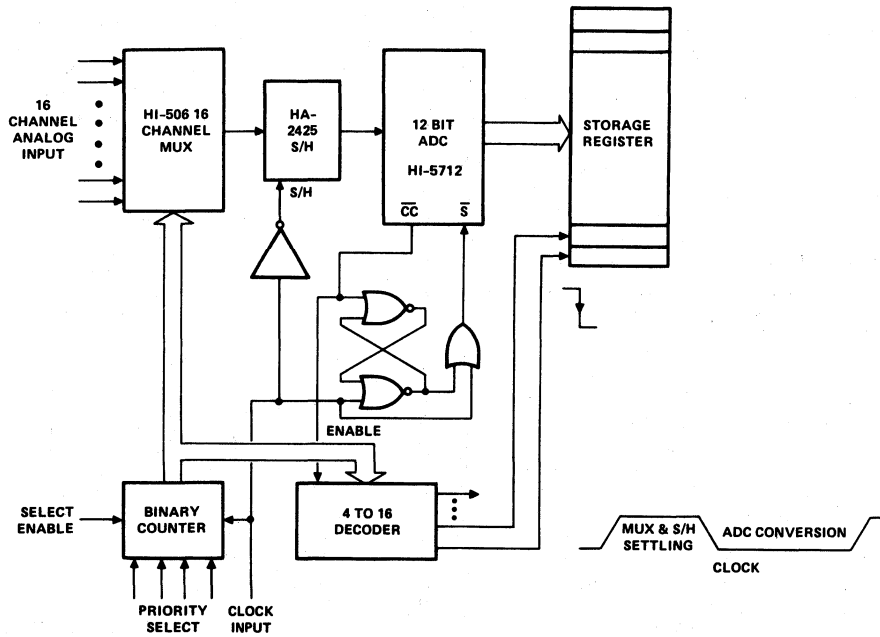 16
CHANNEL
ANALOG
INPUT
HI-506 16
CHANNEL
MUX
HA-
2425
S/H
S/H
12 BIT
ADC
HI-5712
CC
S
STORAGE
REGISTER
ENABLE
SELECT
ENABLE
BINARY
COUNTER
4 TO 16
DECODER
PRIORITY
SELECT
CLOCK
INPUT
MUX & S/H
SETTLING
ADC CONVERSION
CLOCK